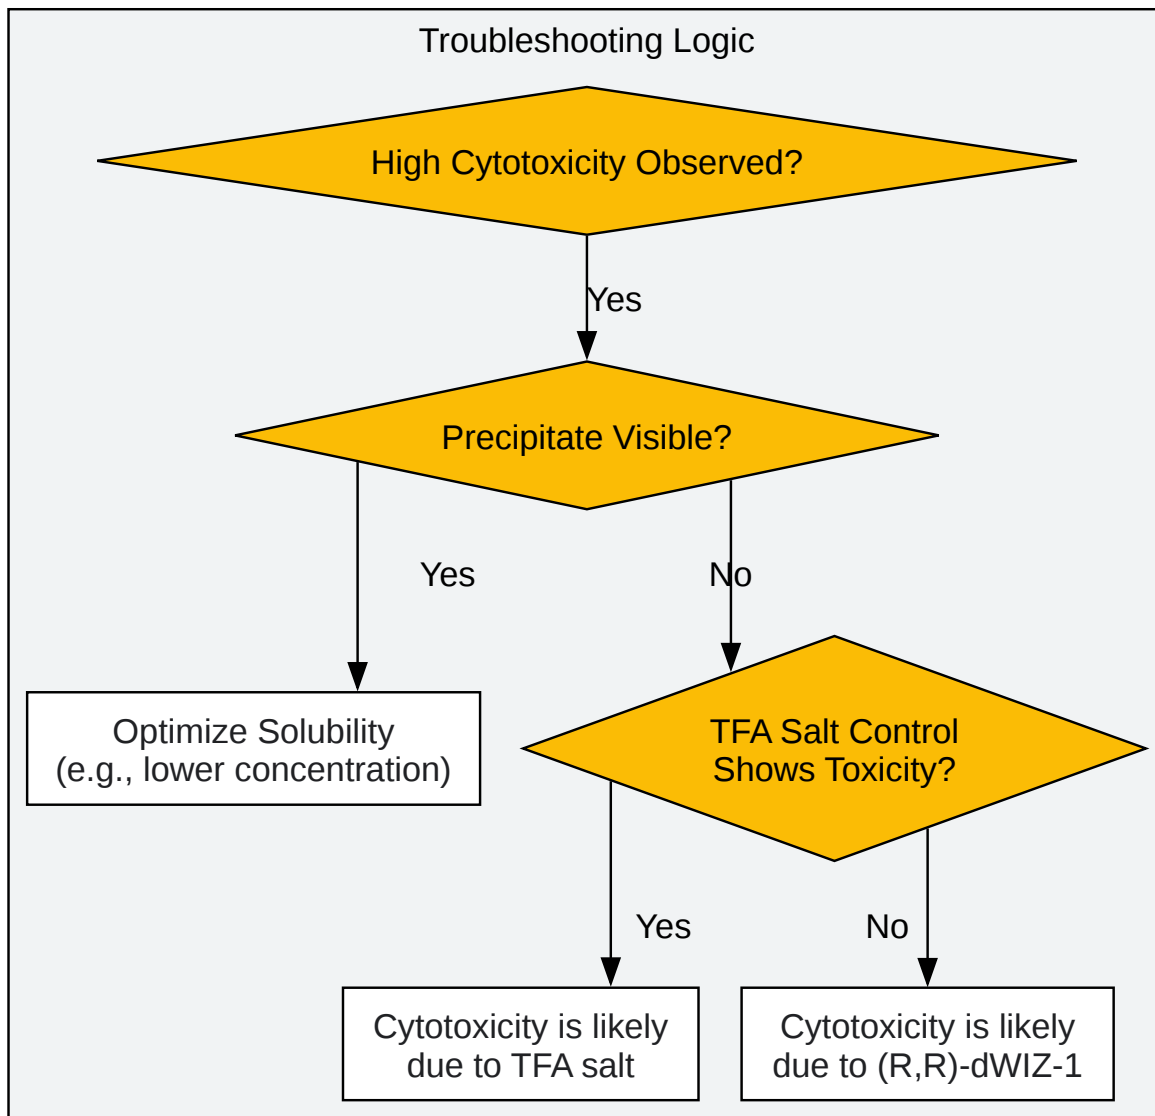 Troubleshooting Logic
High Cytotoxicity Observed?
Yes
Precipitate Visible?
Yes
No
Optimize Solubility
(e.g., lower concentration)
TFA Salt Control
Shows Toxicity?
Yes
No
Cytotoxicity is likely
due to TFA salt
Cytotoxicity is likely
due to (R,R)-dWIZ-1